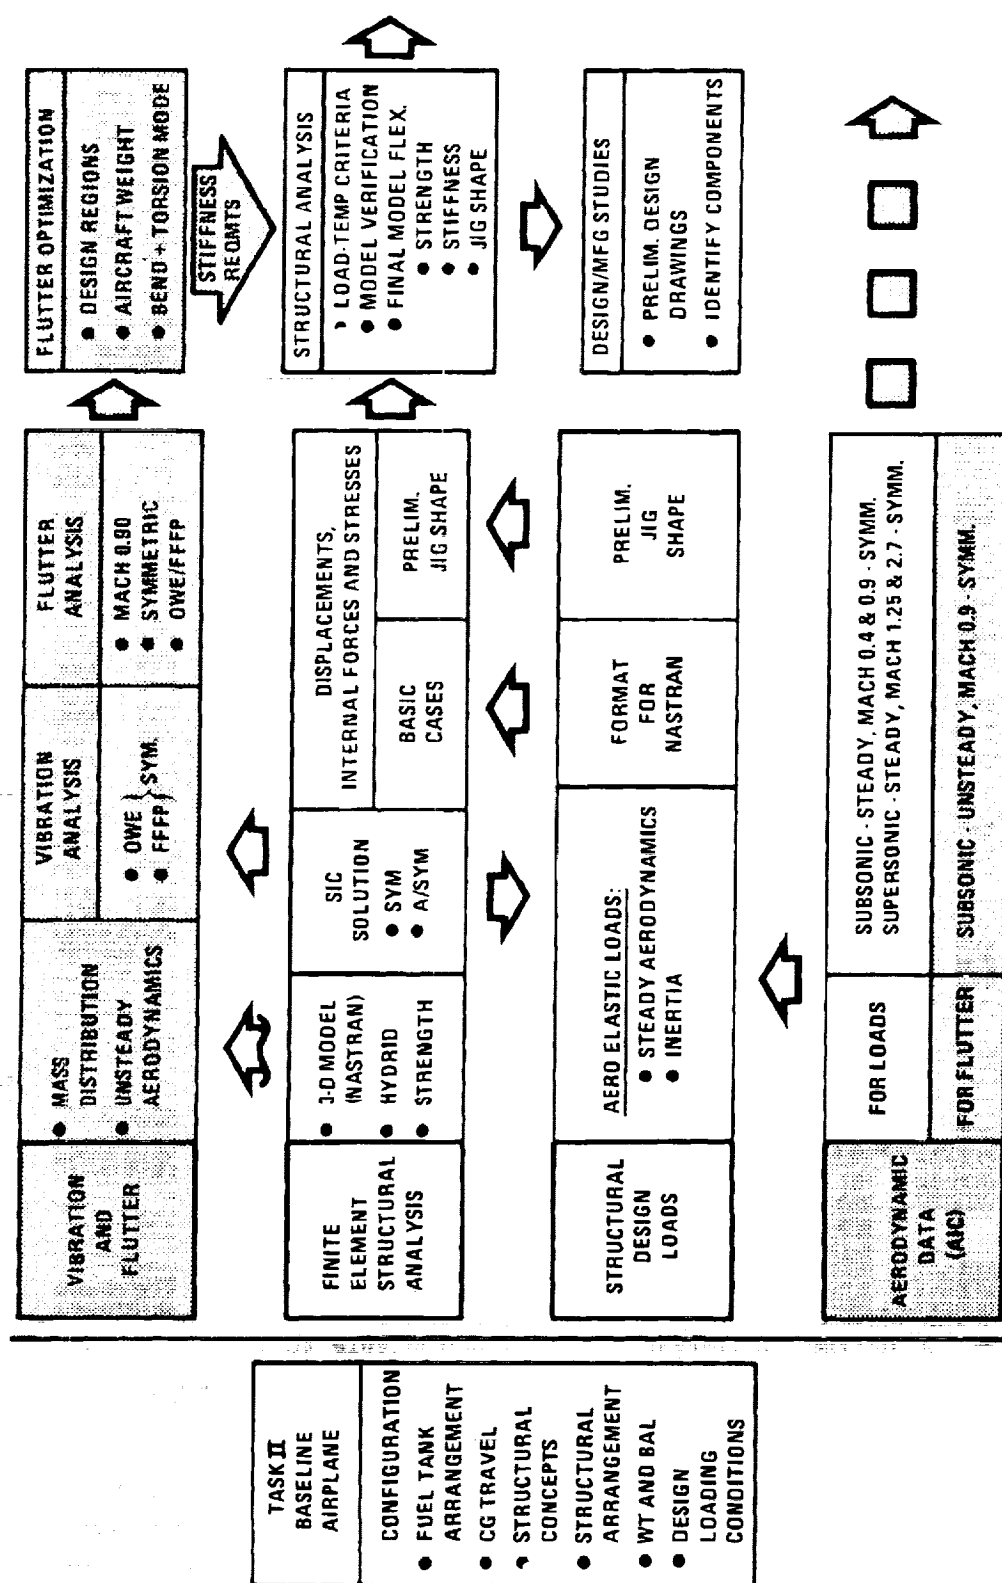 TASK II
BASELINE
AIRPLANE
CONFIGURATION
● FUEL TANK
ARRANGEMENT
● CG TRAVEL
● STRUCTURAL
CONCEPTS
● STRUCTURAL
ARRANGEMENT
● WT AND BAL
● DESIGN
LOADING
CONDITIONS
VIBRATION
AND
FLUTTER
● MASS
DISTRIBUTION
● UNSTEADY
AERODYNAMICS
VIBRATION
ANALYSIS
● OWE
● FFFP
} SYM.
FLUTTER
ANALYSIS
● MACH 0.90
● SYMMETRIC
● OWE/FFFP
FLUTTER OPTIMIZATION
● DESIGN REGIONS
● AIRCRAFT WEIGHT
● BEND + TORSION MODE
STIFFNESS
REQMTS
FINITE
ELEMENT
STRUCTURAL
ANALYSIS
● 3-D MODEL
(NASTRAN)
● HYDRID
● STRENGTH
SIC
SOLUTION
● SYM
● A/SYM
DISPLACEMENTS,
INTERNAL FORCES AND STRESSES
BASIC
CASES
PRELIM.
JIG SHAPE
STRUCTURAL ANALYSIS
● LOAD-TEMP CRITERIA
● MODEL VERIFICATION
● FINAL MODEL FLEX.
● STRENGTH
● STIFFNESS
● JIG SHAPE
STRUCTURAL
DESIGN
LOADS
AERO ELASTIC LOADS:
● STEADY AERODYNAMICS
● INERTIA
FORMAT
FOR
NASTRAN
PRELIM.
JIG
SHAPE
DESIGN/MFG STUDIES
● PRELIM. DESIGN
DRAWINGS
● IDENTIFY COMPONENTS
AERODYNAMIC
DATA
(AIC)
FOR LOADS
SUBSONIC - STEADY, MACH 0.4 & 0.9 - SYMM.
SUPERSONIC - STEADY, MACH 1.25 & 2.7 - SYMM.
FOR FLUTTER
SUBSONIC - UNSTEADY, MACH 0.9 - SYMM.